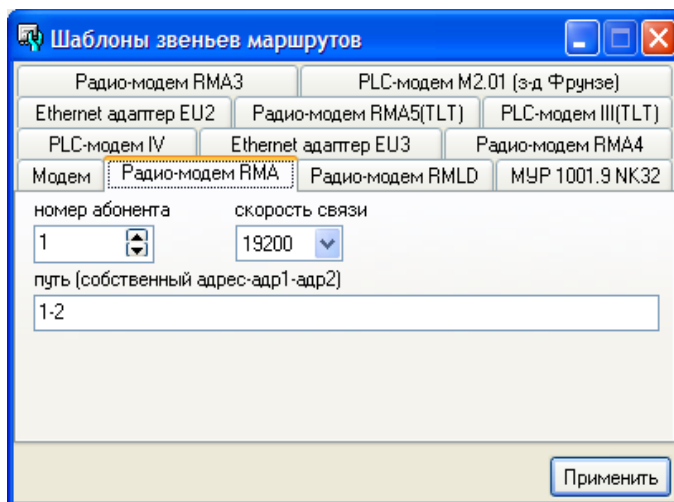 Шаблоны звеньев маршрутов
Радио-модем RMA3 PLC-модем M2.01 (з-д Фрунзе)
Ethernet адаптер EU2 Радио-модем RMA5(TLT) PLC-модем III(TLT)
PLC-модем IV Ethernet адаптер EU3 Радио-модем RMA4
Модем Радио-модем RMA Радио-модем RMLD МУР 1001.9 NK32
номер абонента скорость связи
1 19200
путь (собственный адрес-адр1-адр2)
1-2
Применить